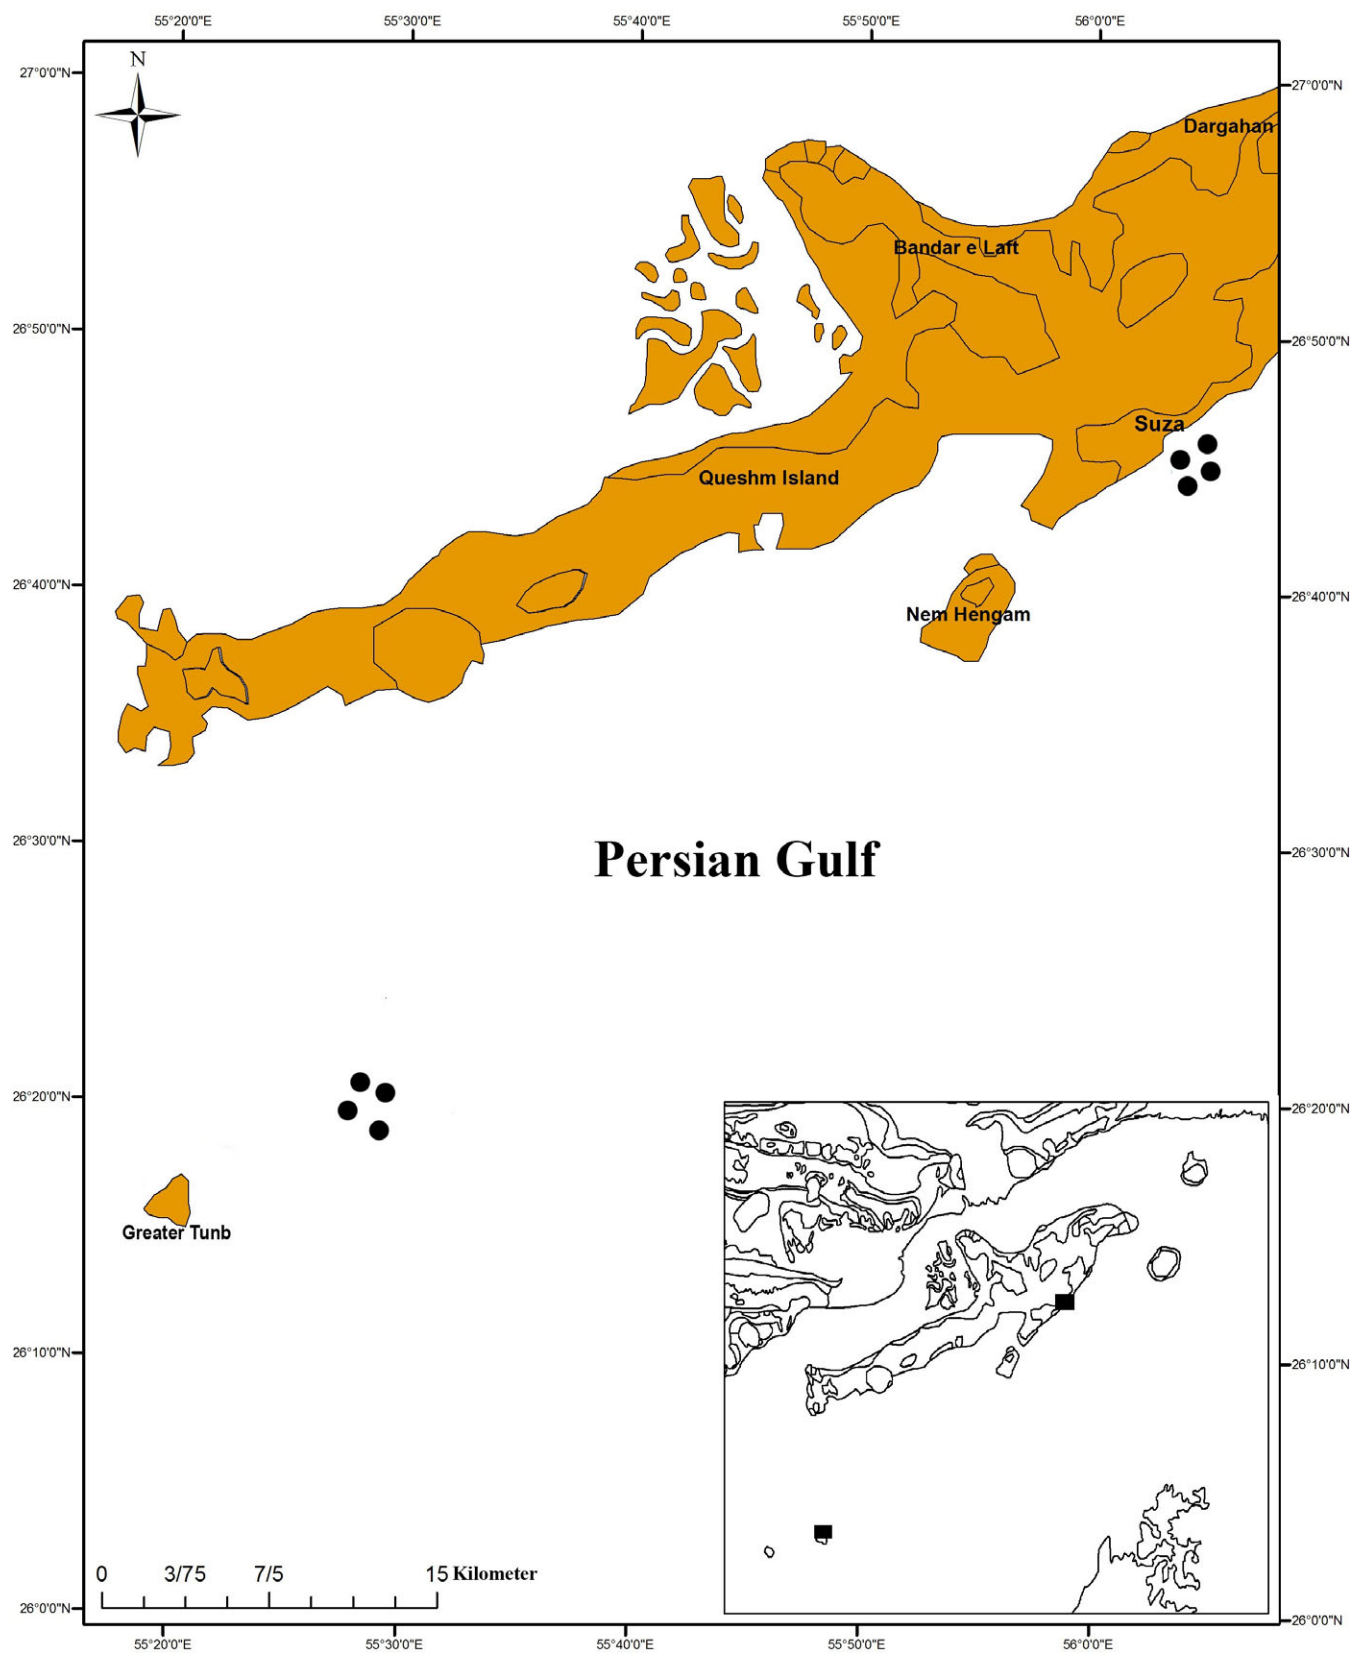 55°20'0"E 55°30'0"E 55°40'0"E 55°50'0"E 56°0'0"E
N
27°0'0"N
27°0'0"N
Dargahan
Bandar e Laft
26°50'0"N
26°50'0"N
Suza
Queshm Island
26°40'0"N
26°40'0"N
Nem Hengam
26°30'0"N
26°30'0"N
Persian Gulf
26°20'0"N
26°20'0"N
Greater Tunb
26°10'0"N
26°10'0"N
0 3/75 7/5 15 Kilometer
26°0'0"N
26°0'0"N
55°20'0"E 55°30'0"E 55°40'0"E 55°50'0"E 56°0'0"E